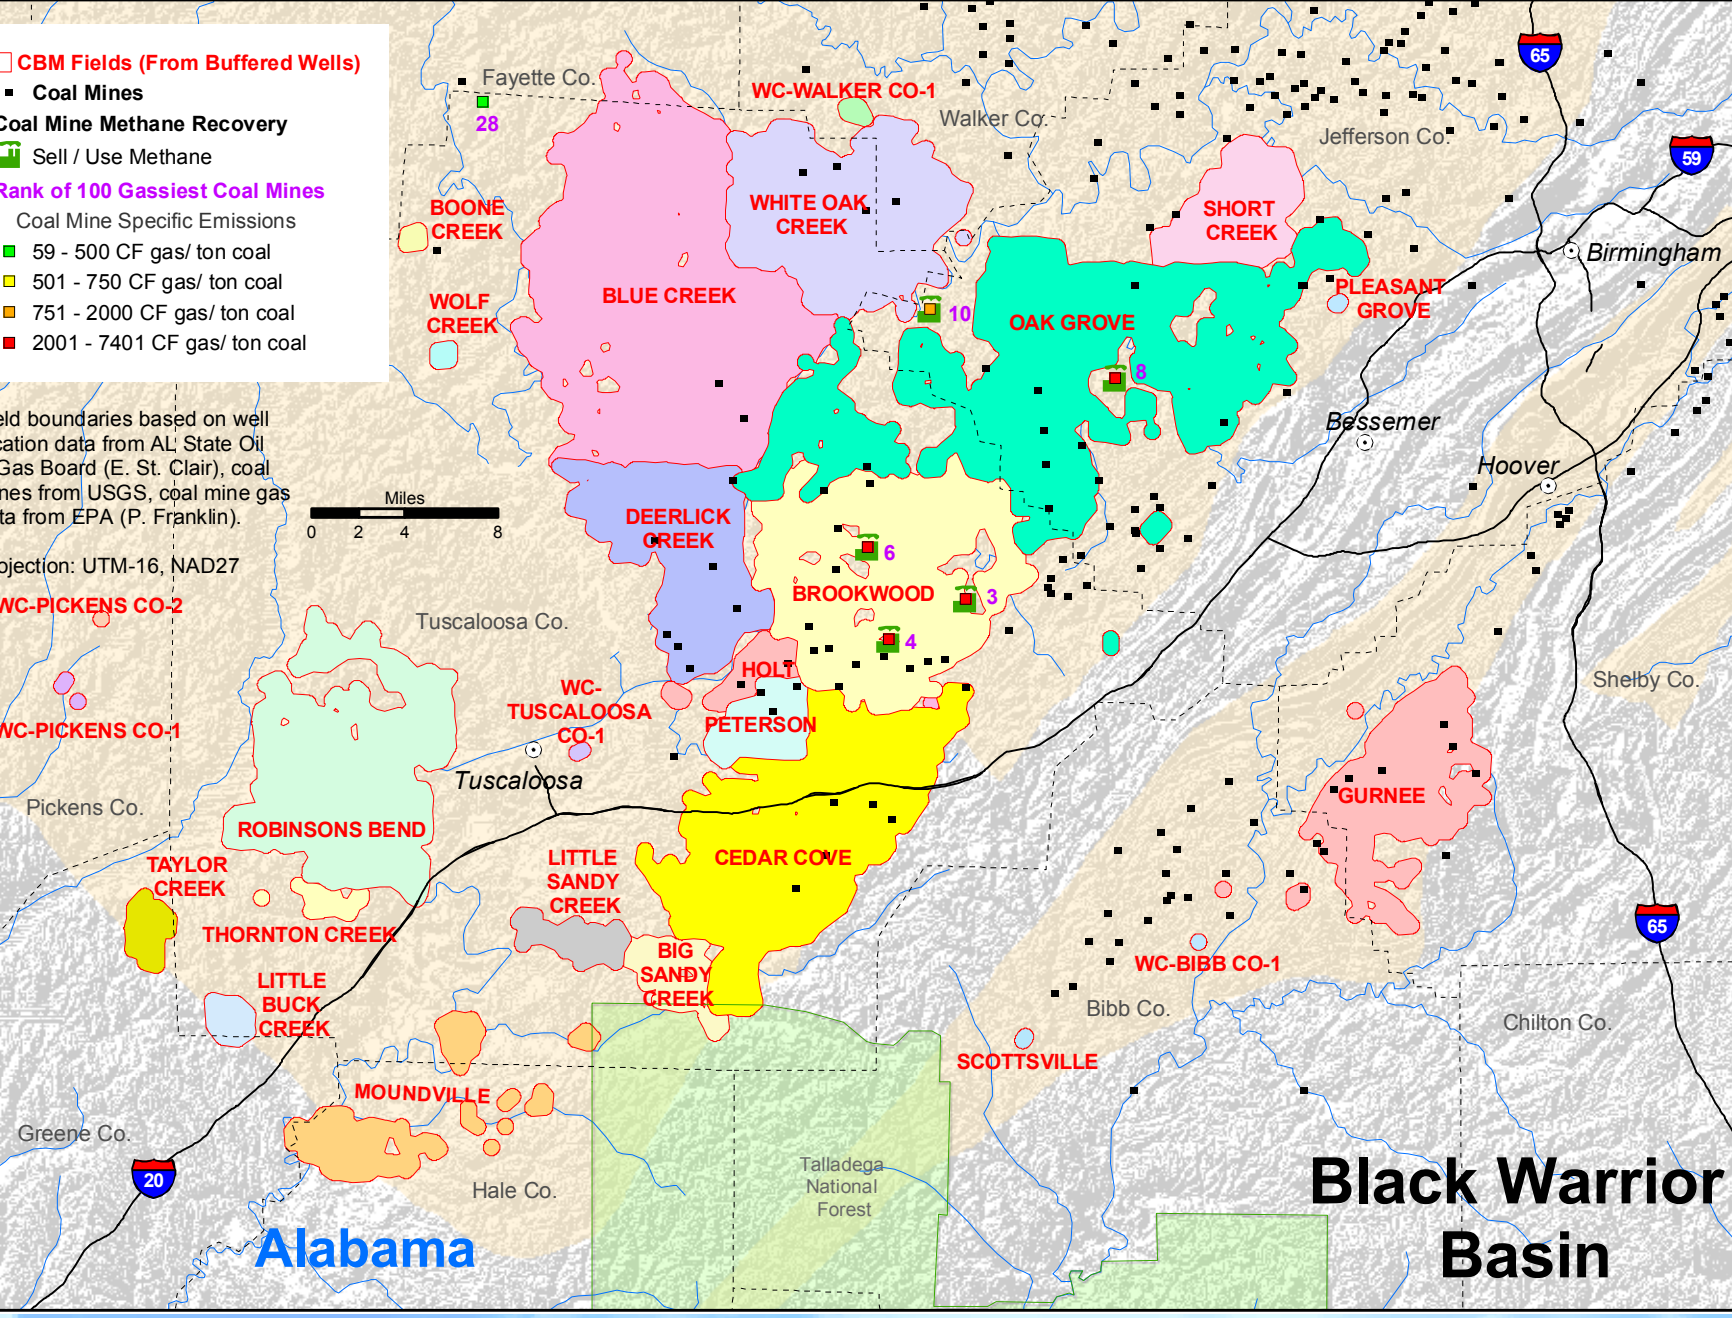 CBM Fields (From Buffered Wells)
Coal Mines
Coal Mine Methane Recovery
Sell / Use Methane
Rank of 100 Gassiest Coal Mines
Coal Mine Specific Emissions
59 - 500 CF gas/ ton coal
501 - 750 CF gas/ ton coal
751 - 2000 CF gas/ ton coal
2001 - 7401 CF gas/ ton coal
eld boundaries based on well
cation data from AL State Oil
Gas Board (E. St. Clair), coal
nes from USGS, coal mine gas
ta from EPA (P. Franklin).
ojection: UTM-16, NAD27
Miles
0 2 4 8
Fayette Co.
28
WC-WALKER CO-1
Walker Co.
Jefferson Co.
65
59
BOONE
CREEK
WHITE OAK
CREEK
SHORT
CREEK
Birmingham
WOLF
CREEK
BLUE CREEK
10
OAK GROVE
PLEASANT
GROVE
8
Bessemer
Hoover
DEERLICK
CREEK
6
BROOKWOOD
3
4
WC-PICKENS CO-2
Tuscaloosa Co.
HOLT
Shelby Co.
WC-
TUSCALOOSA
CO-1
PETERSON
WC-PICKENS CO-1
Tuscaloosa
Pickens Co.
GURNEE
ROBINSONS BEND
CEDAR COVE
TAYLOR
CREEK
LITTLE
SANDY
CREEK
THORNTON CREEK
65
BIG
SANDY
CREEK
WC-BIBB CO-1
LITTLE
BUCK
CREEK
Bibb Co.
Chilton Co.
SCOTTSVILLE
MOUNDVILLE
Greene Co.
20
Hale Co.
Talladega
National
Forest
Alabama
Black Warrior
Basin